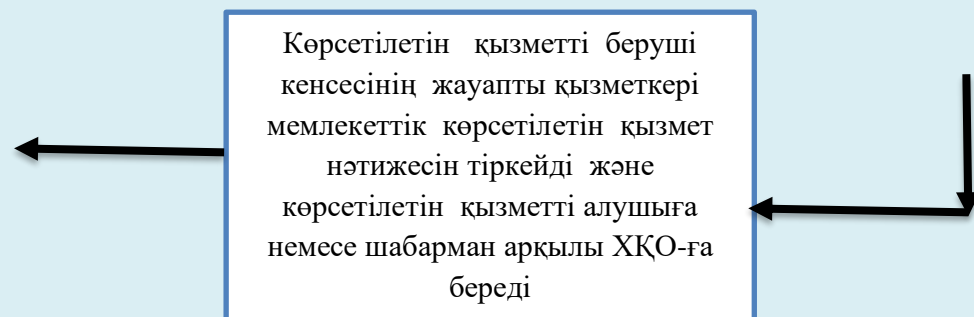 Көрсетілетін қызметті беруші
кенсесінің жауапты қызметкері
мемлекеттік көрсетілетін қызмет
нәтижесін тіркейді және
көрсетілетін қызметті алушыға
немесе шабарман арқылы ХҚО-ға
береді